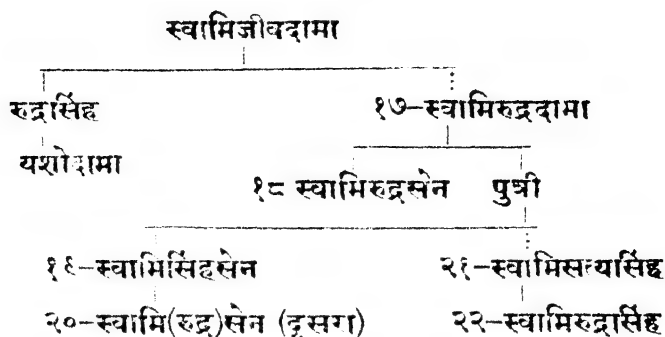 स्वामिजीवदामा
रुद्रसिंह १७-स्वामिरुद्रदामा
यशोदामा
१८ स्वामिरुद्रसेन पुत्री
१९-स्वामिसिंहसेन २१-स्वामिसत्यसिंह
२०-स्वामि(रुद्र)सेन (दूसरा) २२-स्वामिरुद्रसिंह